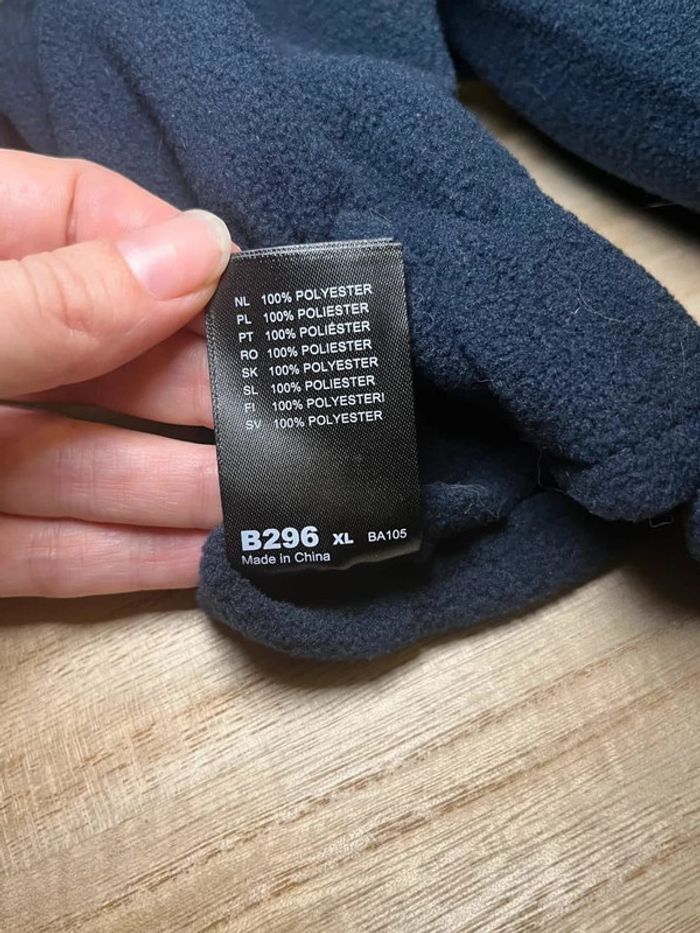 NL 100% POLYESTER
PL 100% POLIESTER
PT 100% POLIÉSTER
RO 100% POLIESTER
SK 100% POLYESTER
SL 100% POLIESTER
FI 100% POLYESTERI
SV 100% POLYESTER
B296 XL BA105
Made in China